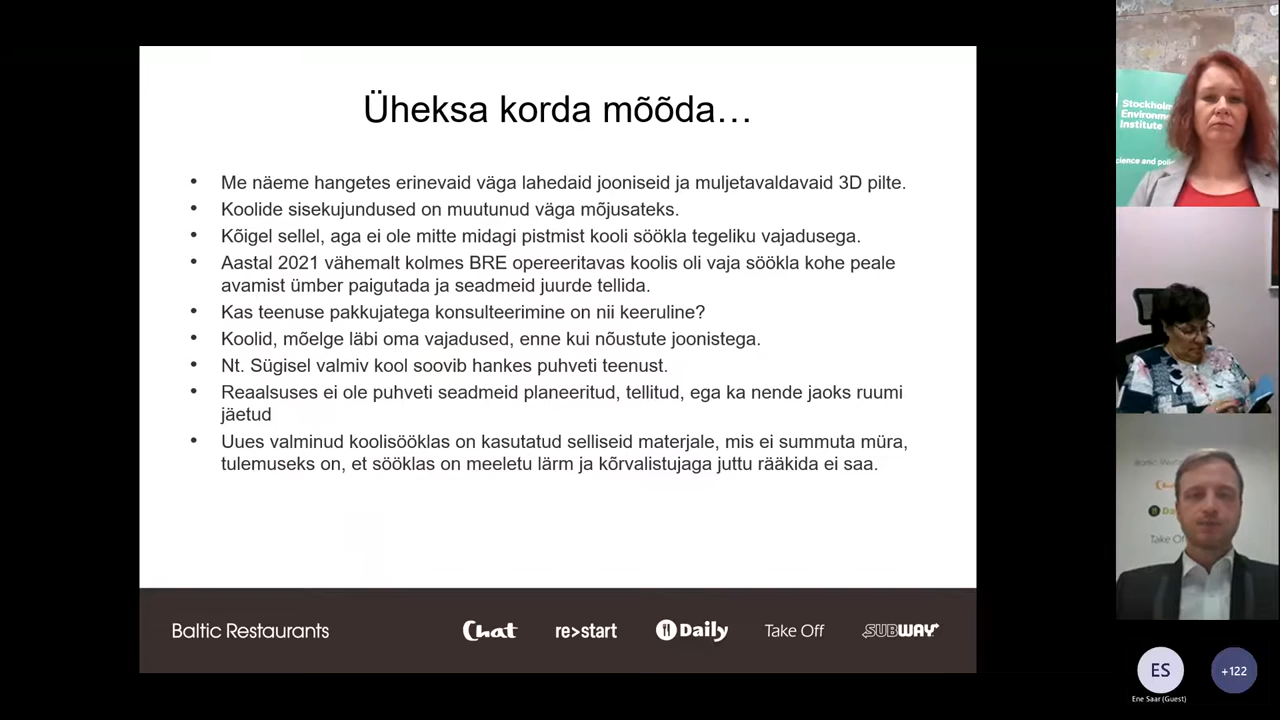 Üheksa korda mõõda…
• Me näeme hangetes erinevaid väga lahedaid jooniseid ja muljetavaldavaid 3D pilte.
• Koolide sisekujundused on muutunud väga mõjusateks.
• Kõigel sellel, aga ei ole mitte midagi pistmist kooli söökla tegeliku vajadusega.
• Aastal 2021 vähemalt kolmes BRE opereeritavas koolis oli vaja söökla kohe peale
avamist ümber paigutada ja seadmeid juurde tellida.
• Kas teenuse pakkujatega konsulteerimine on nii keeruline?
• Koolid, mõelge läbi oma vajadused, enne kui nõustute joonistega.
• Nt. Sügisel valmiv kool soovib hankes puhveti teenust.
• Reaalsuses ei ole puhveti seadmeid planeeritud, tellitud, ega ka nende jaoks ruumi
jäetud
• Uues valminud koolisööklas on kasutatud selliseid materjale, mis ei summuta müra,
tulemuseks on, et sööklas on meeletu lärm ja kõrvalistujaga juttu rääkida ei saa.
Baltic Restaurants
Chat
re>start
Daily
Take Off
SUBWAY
Stockholm
Environme
Institute
cience and poli
Take Of
ES
+122
Ene Saar (Guest)